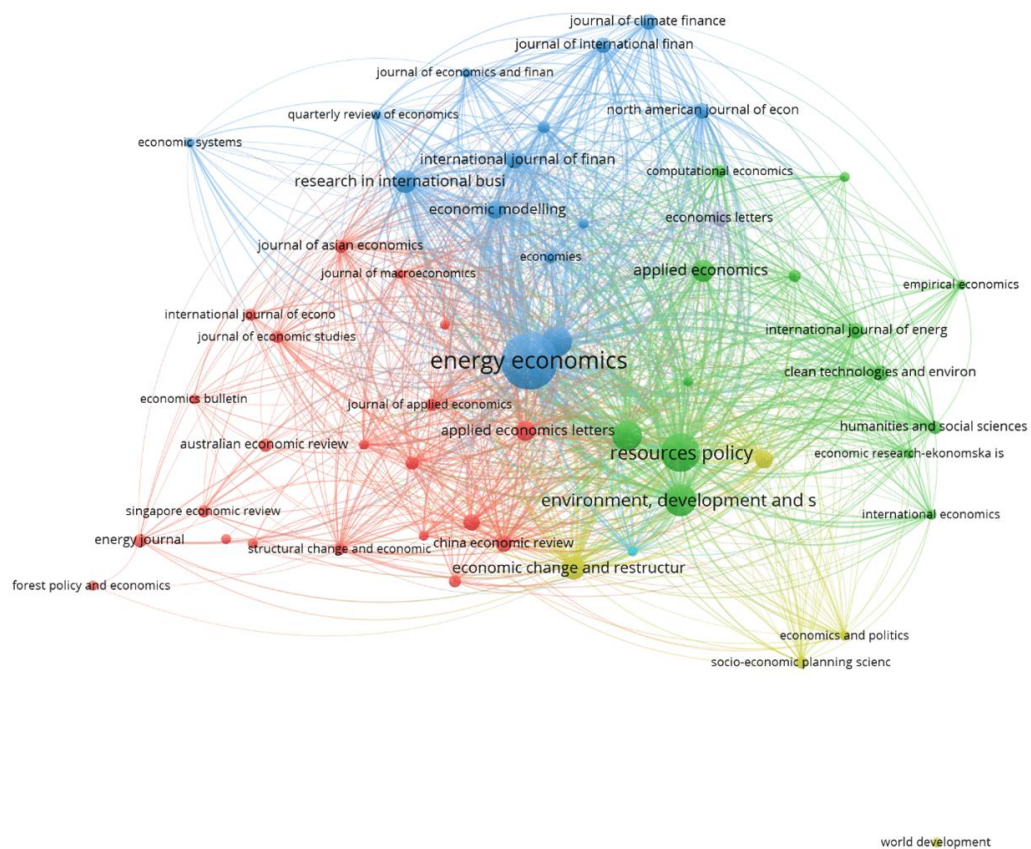 journal of climate finance
journal of international finan
journal of economics and finan
north american journal of econ
quarterly review of economics
economic systems
international journal of finan
computational economics
research in international busi
economic modelling
economics letters
journal of asian economics
economies
applied economics
journal of macroeconomics
empirical economics
international journal of econo
international journal of energ
journal of economic studies
energy economics
clean technologies and environ
economics bulletin
journal of applied economics
humanities and social sciences
applied economics letters
australian economic review
resources policy
economic research-ekonomska is
environment, development and s
singapore economic review
international economics
energy journal
china economic review
structural change and economic
economic change and restructur
forest policy and economics
economics and politics
socio-economic planning scienc
world development